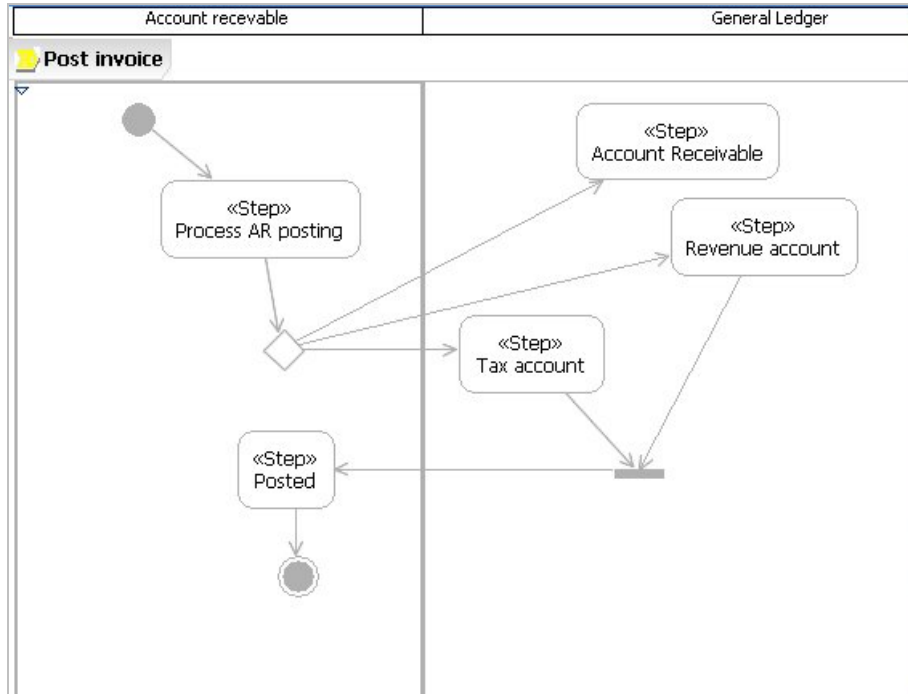 Account recevable
General Ledger
Post invoice
«Step»
Account Receivable
«Step»
Process AR posting
«Step»
Revenue account
«Step»
Tax account
«Step»
Posted